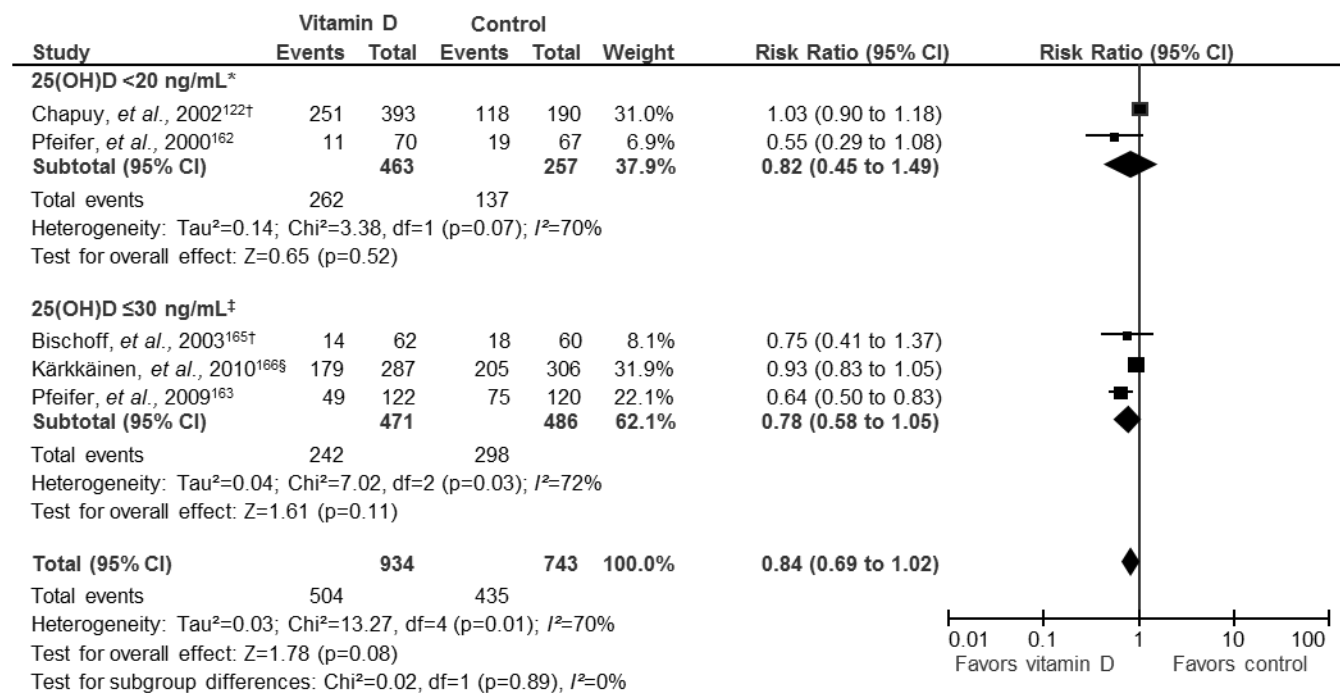 Vitamin D Control
Study Events Total Events Total Weight Risk Ratio (95% CI) Risk Ratio (95% CI)
25(OH)D <20 ng/mL*
Chapuy, et al., 2002¹²²† 251 393 118 190 31.0% 1.03 (0.90 to 1.18)
Pfeifer, et al., 2000¹⁶² 11 70 19 67 6.9% 0.55 (0.29 to 1.08)
Subtotal (95% CI) 463 257 37.9% 0.82 (0.45 to 1.49)
Total events 262 137
Heterogeneity: Tau²=0.14; Chi²=3.38, df=1 (p=0.07); I²=70%
Test for overall effect: Z=0.65 (p=0.52)
25(OH)D ≤30 ng/mL‡
Bischoff, et al., 2003¹⁶⁵† 14 62 18 60 8.1% 0.75 (0.41 to 1.37)
Kärkkäinen, et al., 2010¹⁶⁶§ 179 287 205 306 31.9% 0.93 (0.83 to 1.05)
Pfeifer, et al., 2009¹⁶³ 49 122 75 120 22.1% 0.64 (0.50 to 0.83)
Subtotal (95% CI) 471 486 62.1% 0.78 (0.58 to 1.05)
Total events 242 298
Heterogeneity: Tau²=0.04; Chi²=7.02, df=2 (p=0.03); I²=72%
Test for overall effect: Z=1.61 (p=0.11)
Total (95% CI) 934 743 100.0% 0.84 (0.69 to 1.02)
Total events 504 435
Heterogeneity: Tau²=0.03; Chi²=13.27, df=4 (p=0.01); I²=70%
Test for overall effect: Z=1.78 (p=0.08)
Test for subgroup differences: Chi²=0.02, df=1 (p=0.89), I²=0%
0.01 0.1 1 10 100
Favors vitamin D Favors control